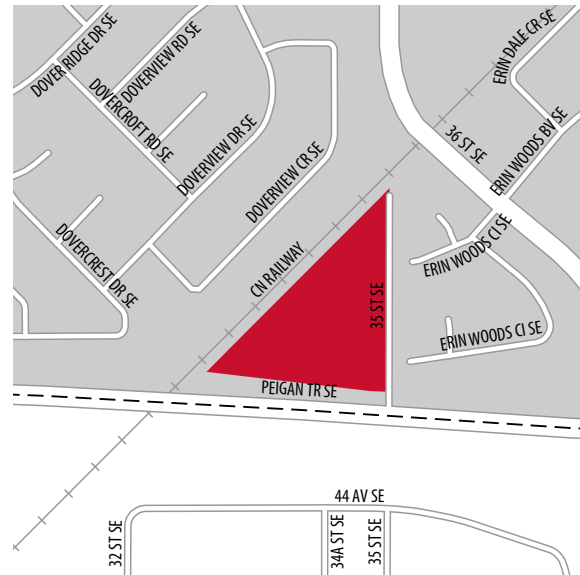 DOVER RIDGE DR SE
DOVERVIEW RD SE
ERIN DALE CR SE
DOVERCROFT RD SE
DOVERVIEW DR SE
36 ST SE
ERIN WOODS BV SE
DOVERVIEW CR SE
DOVERCREST DR SE
CN RAILWAY
ERIN WOODS CI SE
35 ST SE
ERIN WOODS CI SE
PEIGAN TR SE
44 AV SE
32 ST SE
34A ST SE
35 ST SE